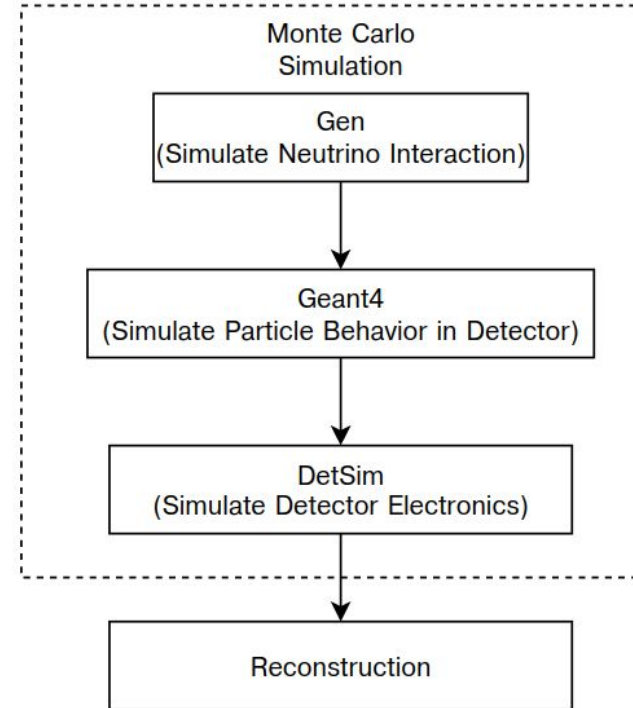 Monte Carlo
Simulation
Gen
(Simulate Neutrino Interaction)
Geant4
(Simulate Particle Behavior in Detector)
DetSim
(Simulate Detector Electronics)
Reconstruction